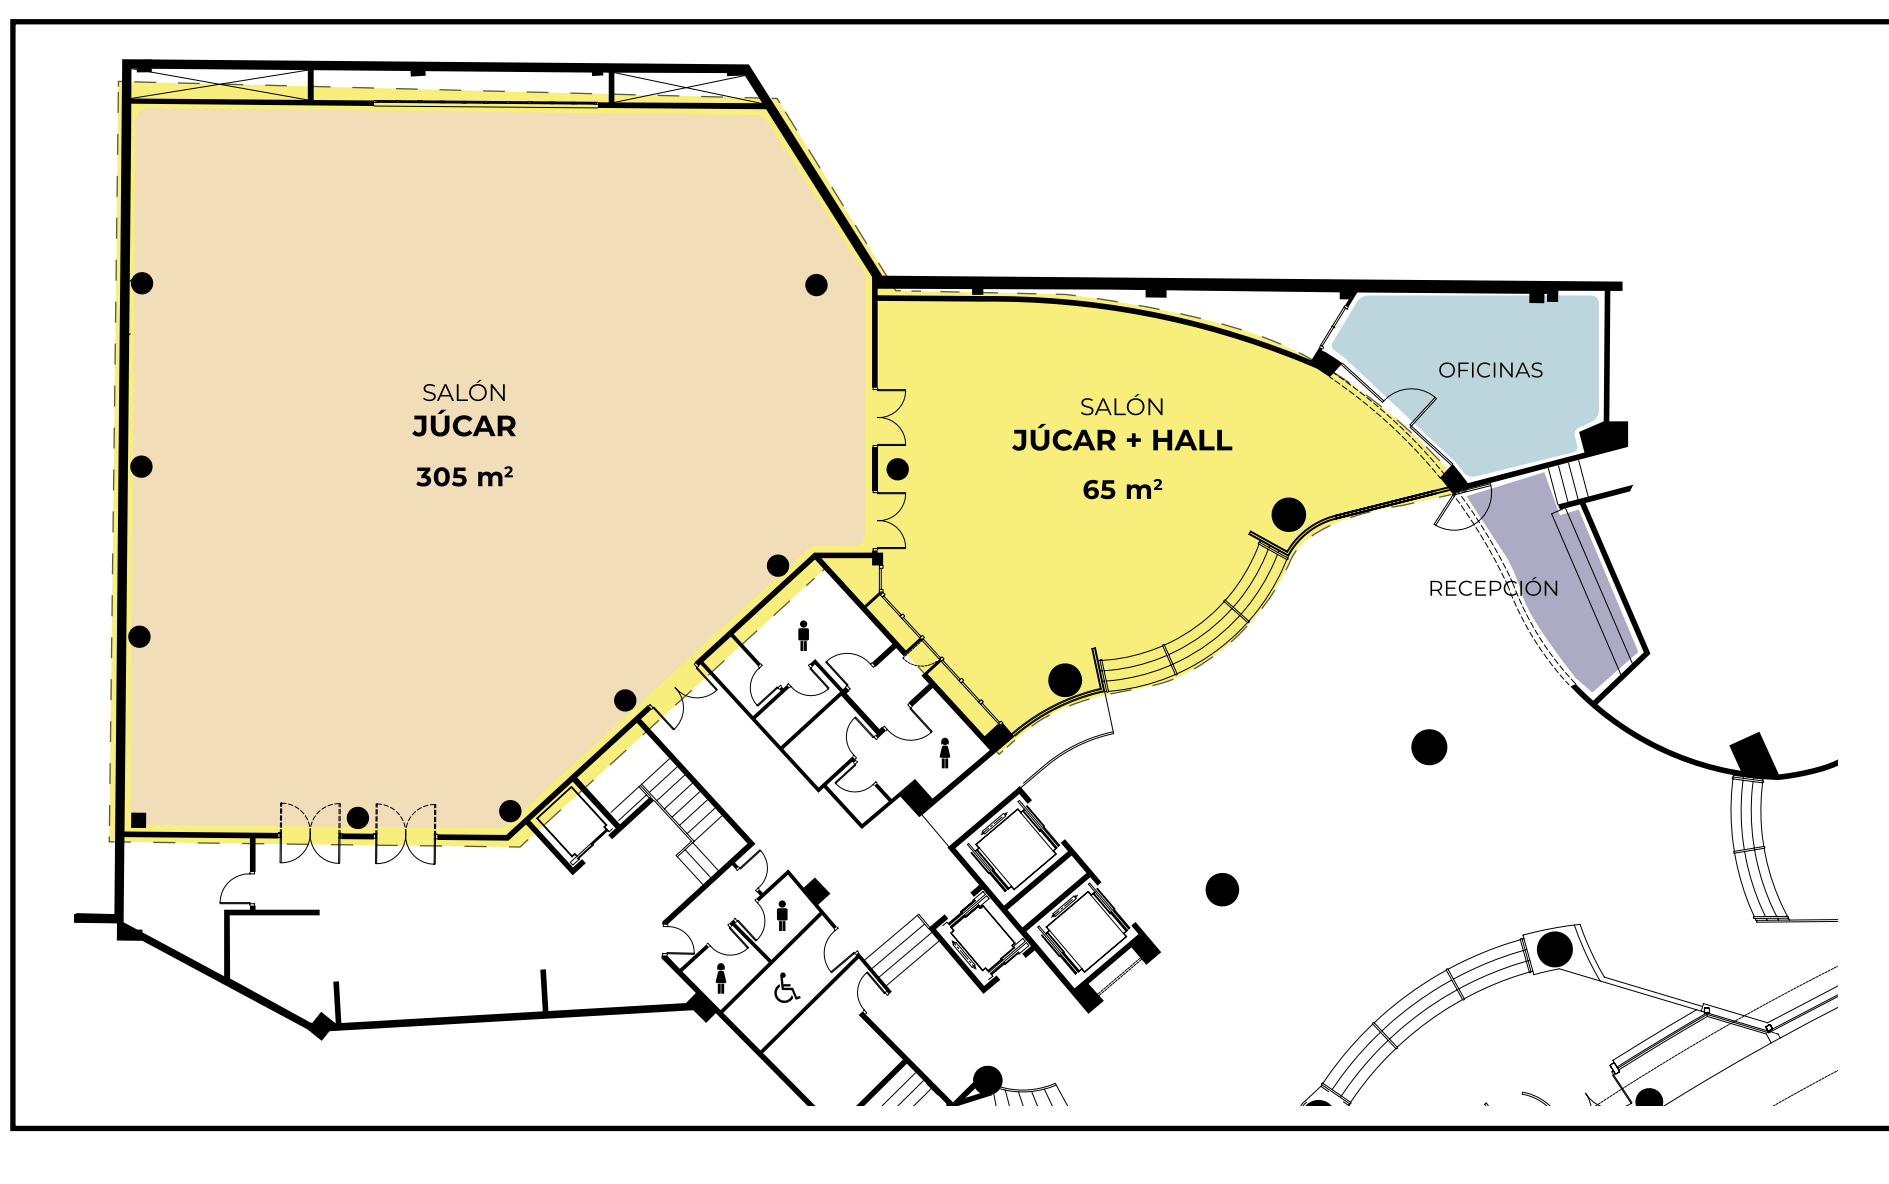 SALÓN
JÚCAR
305 m²
SALÓN
JÚCAR + HALL
65 m²
OFICINAS
RECEPCIÓN